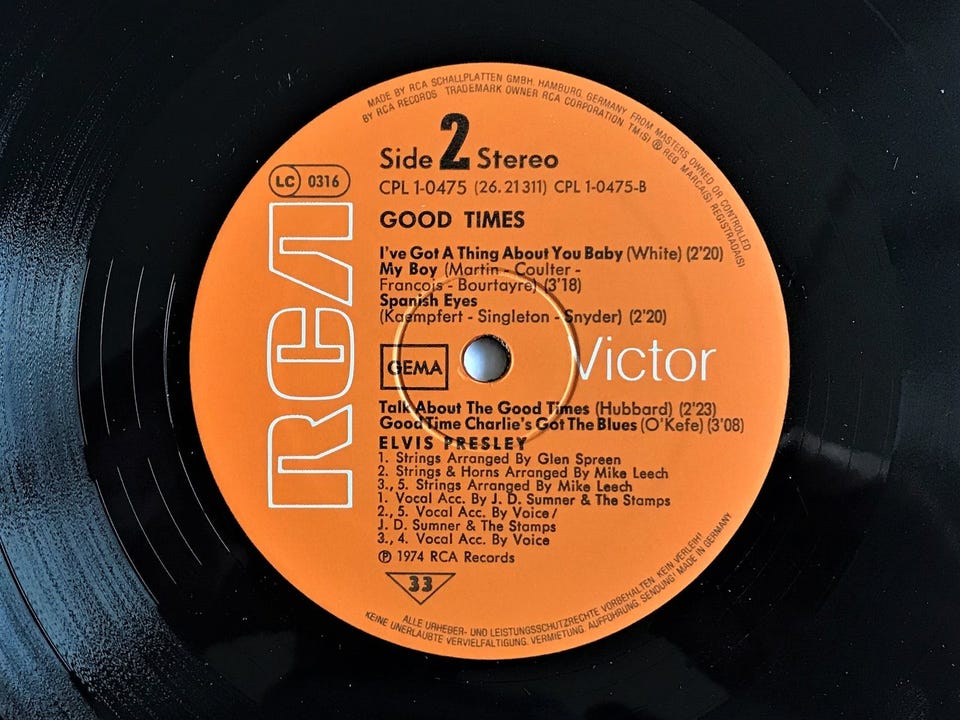 MADE BY RCA SCHALLPLATTEN GMBH, HAMBURG, GERMANY, FROM MASTERS OWNED OR CONTROLLED
BY RCA RECORDS TRADEMARK OWNER RCA CORPORATION TM(S) ® REG MARCA(S) REGISTRADA(S)
Side 2 Stereo
LC 0316
CPL 1-0475 (26.21311) CPL 1-0475-B
GOOD TIMES
RCA
I've Got A Thing About You Baby (White) (2'20)
My Boy (Martin - Coulter -
Francois - Bourtayre) (3'18)
Spanish Eyes
(Kaempfert - Singleton - Snyder) (2'20)
GEMA
Victor
Talk About The Good Times (Hubbard) (2'23)
Good Time Charlie's Got The Blues (O'Kefe) (3'08)
ELVIS PRESLEY
1. Strings Arranged By Glen Spreen
2. Strings & Horns Arranged By Mike Leech
3., 5. Strings Arranged By Mike Leech
1. Vocal Acc. By J. D. Sumner & The Stamps
2., 5. Vocal Acc. By Voice/
J. D. Sumner & The Stamps
3., 4. Vocal Acc. By Voice
℗ 1974 RCA Records
33
ALLE URHEBER- UND LEISTUNGSSCHUTZRECHTE VORBEHALTEN. KEIN VERLEIH!
KEINE UNERLAUBTE VERVIELFALTIGUNG, VERMIETUNG, AUFFÜHRUNG, SENDUNG! MADE IN GERMANY